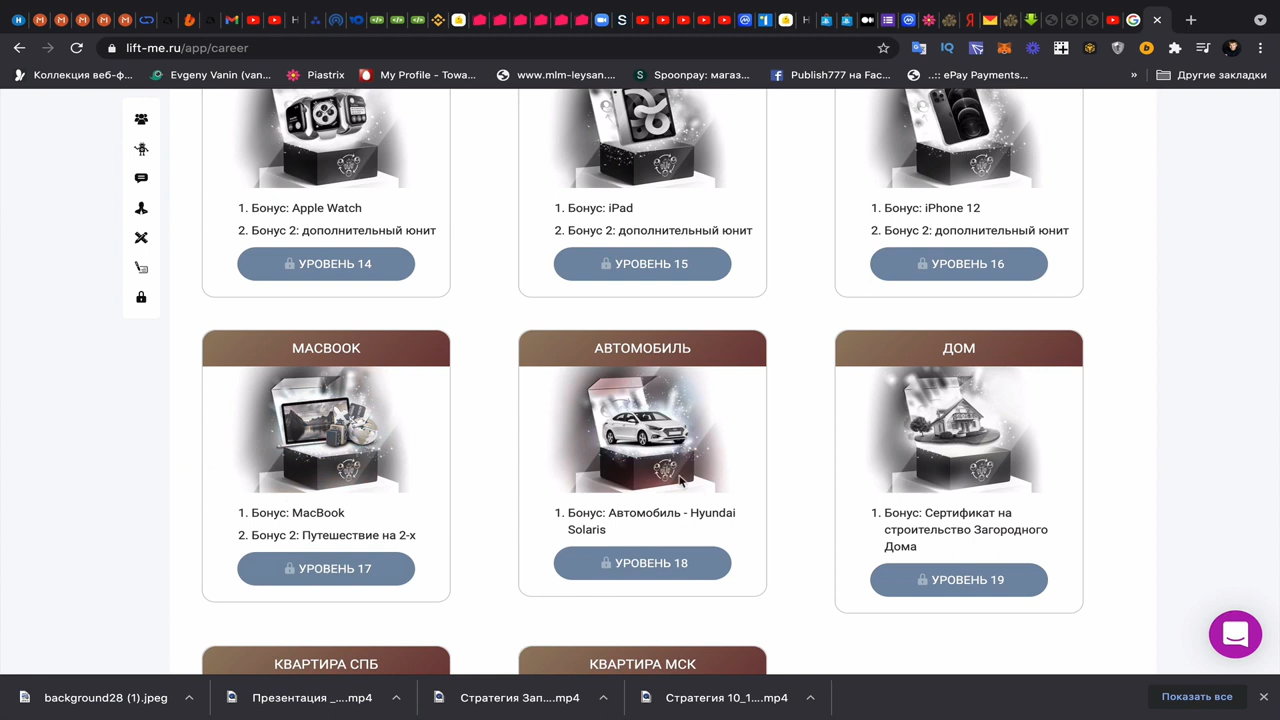 lift-me.ru/app/career
Коллекция веб-ф...
Evgeny Vanin (van...
Piastrix
My Profile - Towa...
www.mlm-leysan....
Spoonpay: магаз...
Publish777 на Fac...
..:: ePay Payments...
»
Другие закладки
1. Бонус: Apple Watch
2. Бонус 2: дополнительный юнит
УРОВЕНЬ 14
1. Бонус: iPad
2. Бонус 2: дополнительный юнит
УРОВЕНЬ 15
1. Бонус: iPhone 12
2. Бонус 2: дополнительный юнит
УРОВЕНЬ 16
MACBOOK
1. Бонус: MacBook
2. Бонус 2: Путешествие на 2-х
УРОВЕНЬ 17
АВТОМОБИЛЬ
1. Бонус: Автомобиль - Hyundai
Solaris
УРОВЕНЬ 18
ДОМ
1. Бонус: Сертификат на
строительство Загородного
Дома
УРОВЕНЬ 19
КВАРТИРА СПБ
КВАРТИРА МСК
background28 (1).jpeg
Презентация _....mp4
Стратегия Зап....mp4
Стратегия 10_1....mp4
Показать все